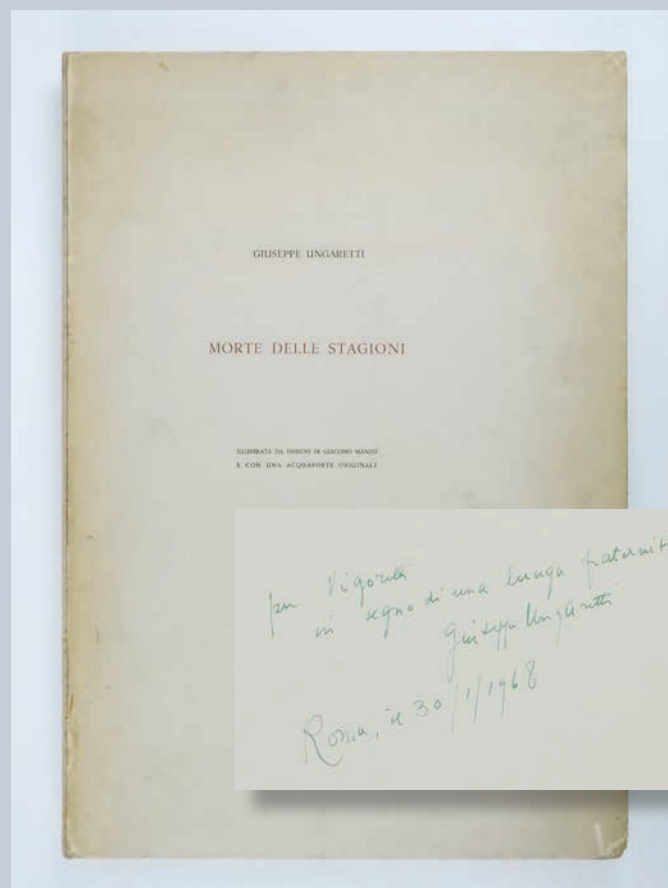 GIUSEPPE UNGARETTI
MORTE DELLE STAGIONI
ILLUSTRATA DA DISEGNI DI GIACOMO MANZÙ
E CON UNA ACQUAFORTE ORIGINALE
per Vigorelli
in segno di una lunga fraternit
Giuseppe Ungaretti
Roma, il 30/1/1968